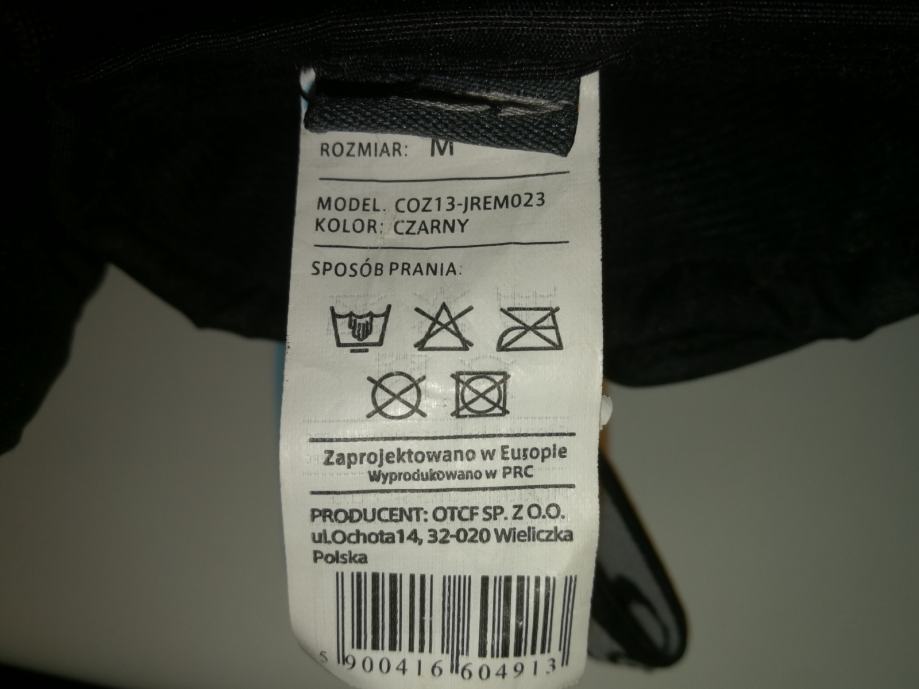 ROZMIAR: M
MODEL. COZ13-JREM023
KOLOR: CZARNY
SPOSÓB PRANIA:
Zaprojektowano w Europie
Wyprodukowano w PRC
PRODUCENT: OTCF SP. Z O.O.
ul.Ochota14, 32-020 Wieliczka
Polska
5 900416 604913